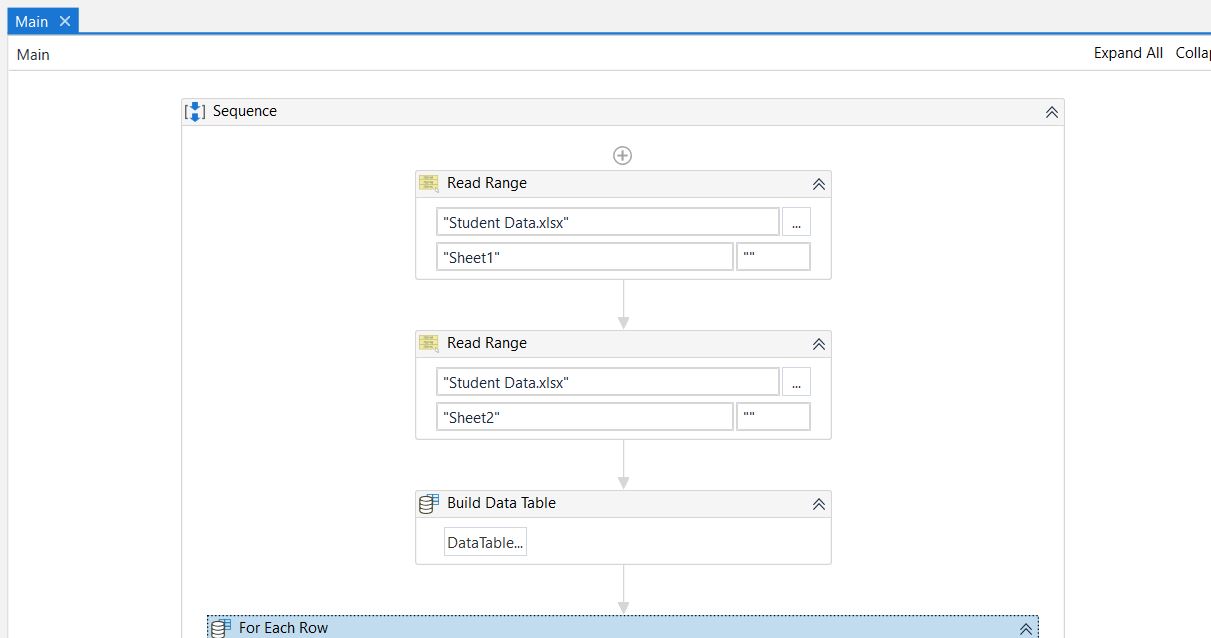 Main
Main Expand All Collap
Sequence
Read Range
"Student Data.xlsx" ...
"Sheet1" ""
Read Range
"Student Data.xlsx" ...
"Sheet2" ""
Build Data Table
DataTable...
For Each Row